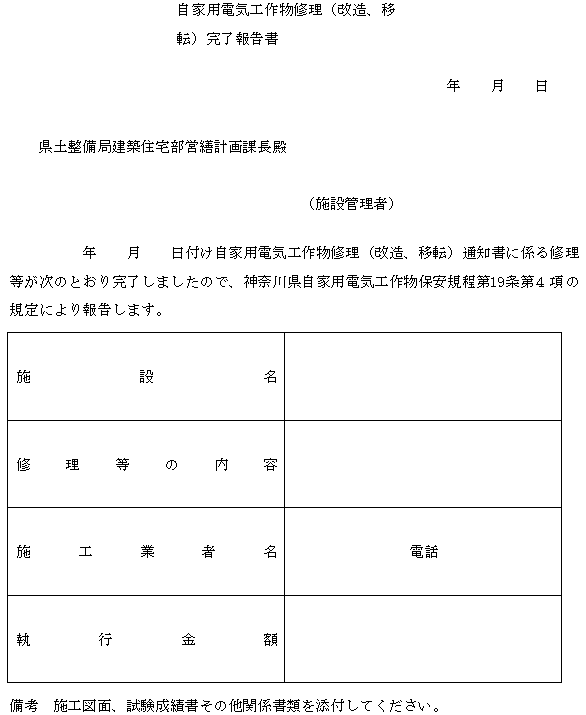 自家用電気工作物修理（改造、移
転）完了報告書
年　　月　　日
県土整備局建築住宅部営繕計画課長殿
（施設管理者）
年　　月　　日付け自家用電気工作物修理（改造、移転）通知書に係る修理
等が次のとおり完了しましたので、神奈川県自家用電気工作物保安規程第19条第４項の
規定により報告します。
施設名
修理等の内容
施工業者名　電話
執行金額
備考　施工図面、試験成績書その他関係書類を添付してください。